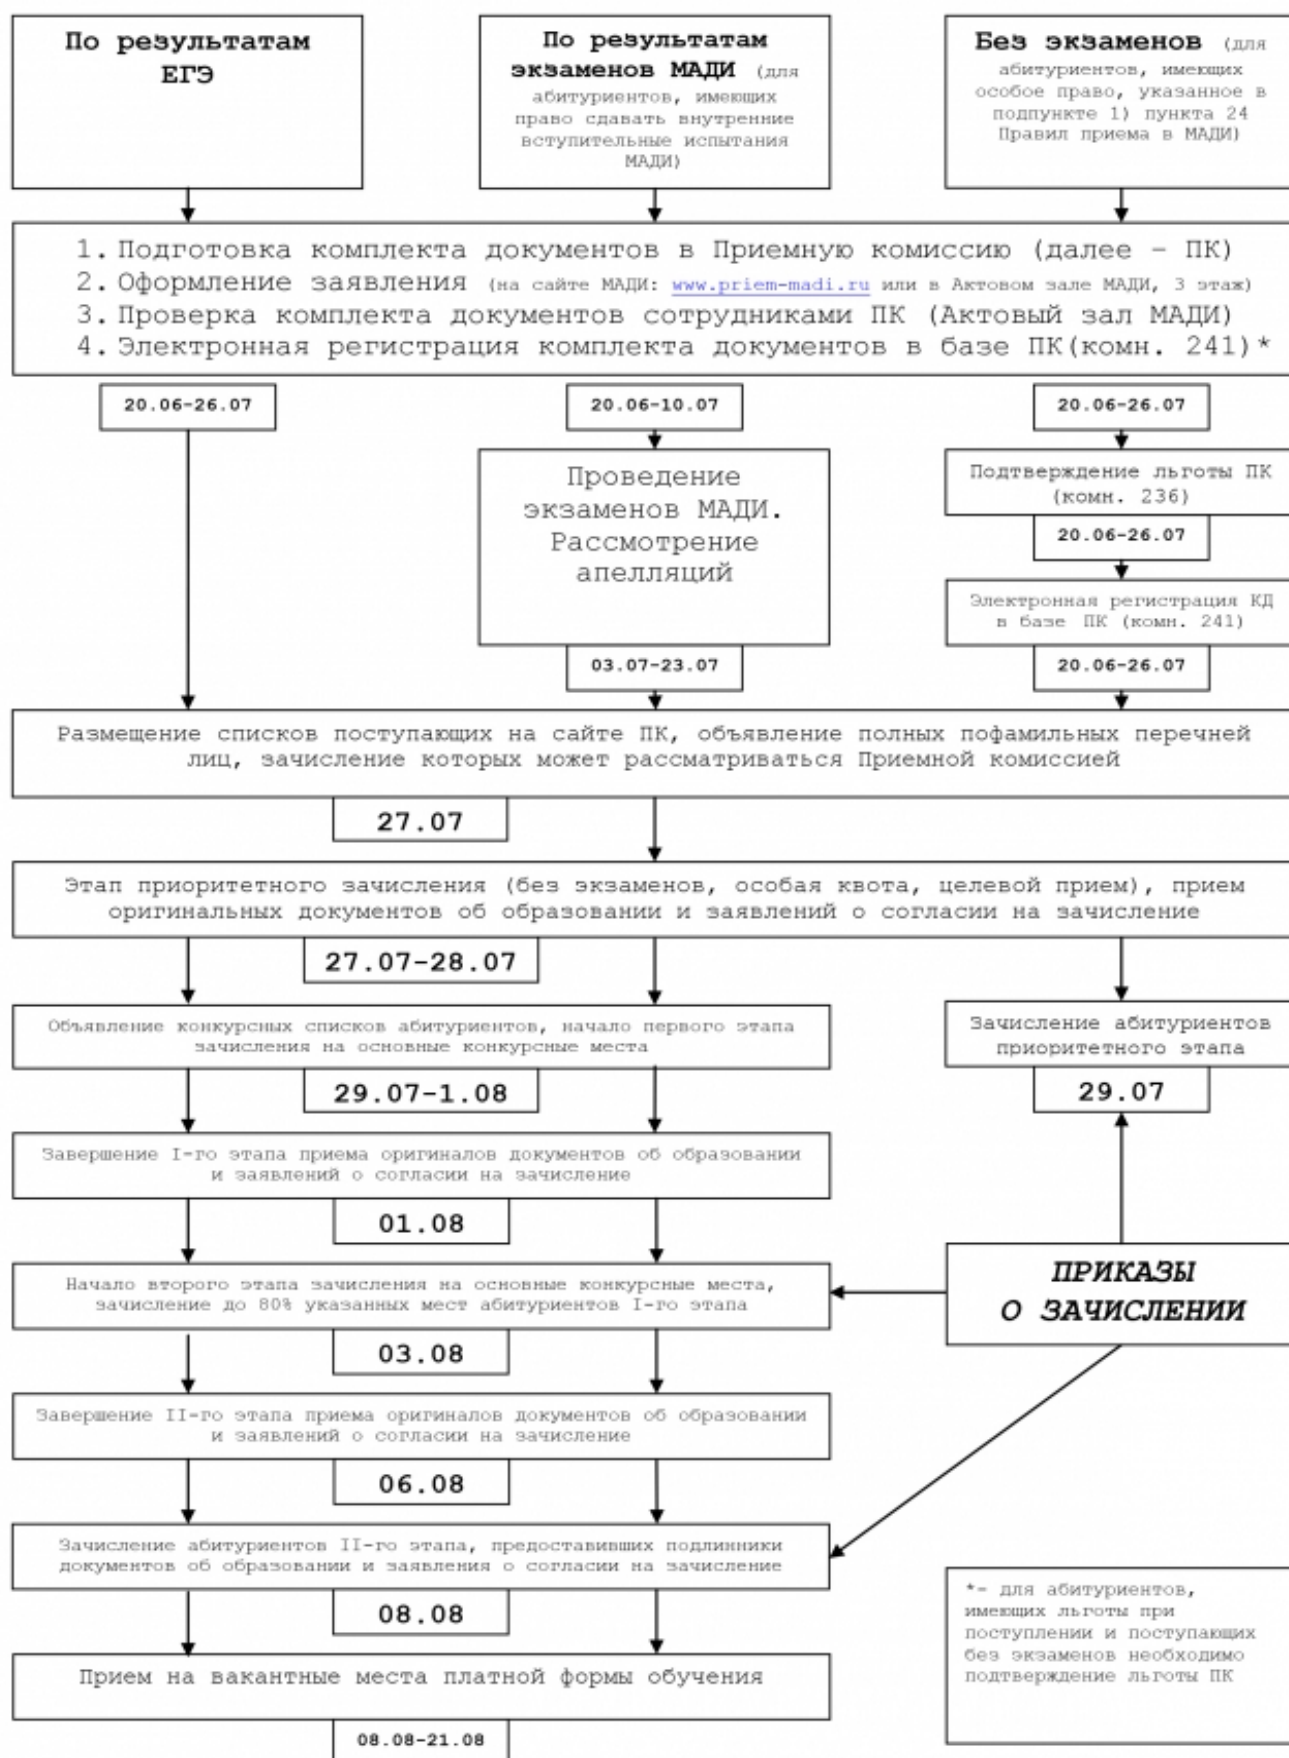 По результатам
ЕГЭ
По результатам
экзаменов МАДИ (для
абитуриентов, имеющих
право сдавать внутренние
вступительные испытания
МАДИ)
Без экзаменов (для
абитуриентов, имеющих
особое право, указанное в
подпункте 1) пункта 24
Правил приема в МАДИ)
1. Подготовка комплекта документов в Приемную комиссию (далее – ПК)
2. Оформление заявления (на сайте МАДИ: www.priem-madi.ru или в Актовом зале МАДИ, 3 этаж)
3. Проверка комплекта документов сотрудниками ПК (Актовый зал МАДИ)
4. Электронная регистрация комплекта документов в базе ПК(комн. 241)*
20.06-26.07
20.06-10.07
20.06-26.07
Проведение
экзаменов МАДИ.
Рассмотрение
апелляций
03.07-23.07
Подтверждение льготы ПК
(комн. 236)
20.06-26.07
Электронная регистрация КД
в базе ПК (комн. 241)
20.06-26.07
Размещение списков поступающих на сайте ПК, объявление полных пофамильных перечней
лиц, зачисление которых может рассматриваться Приемной комиссией
27.07
Этап приоритетного зачисления (без экзаменов, особая квота, целевой прием), прием
оригинальных документов об образовании и заявлений о согласии на зачисление
27.07-28.07
Объявление конкурсных списков абитуриентов, начало первого этапа
зачисления на основные конкурсные места
29.07-1.08
Зачисление абитуриентов
приоритетного этапа
29.07
Завершение I-го этапа приема оригиналов документов об образовании
и заявлений о согласии на зачисление
01.08
Начало второго этапа зачисления на основные конкурсные места,
зачисление до 80% указанных мест абитуриентов I-го этапа
03.08
ПРИКАЗЫ
О ЗАЧИСЛЕНИИ
Завершение II-го этапа приема оригиналов документов об образовании
и заявлений о согласии на зачисление
06.08
Зачисление абитуриентов II-го этапа, предоставивших подлинники
документов об образовании и заявления о согласии на зачисление
08.08
Прием на вакантные места платной формы обучения
08.08-21.08
*- для абитуриентов,
имеющих льготы при
поступлении и поступающих
без экзаменов необходимо
подтверждение льготы ПК